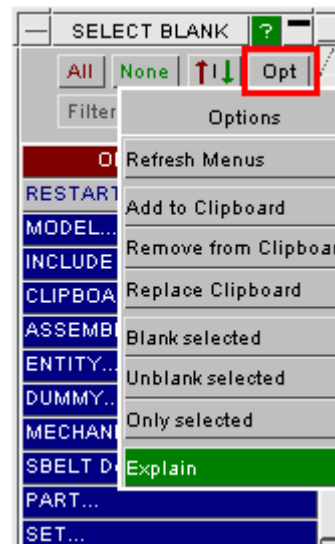 SELECT BLANK ?
All None Opt
Filter
Options
Refresh Menus
RESTART
Add to Clipboard
MODEL...
Remove from Clipboar
INCLUDE
CLIPBOA
Replace Clipboard
ASSEMB
Blank selected
ENTITY...
Unblank selected
DUMMY...
Only selected
MECHANI
SBELT D
Explain
PART...
SET...